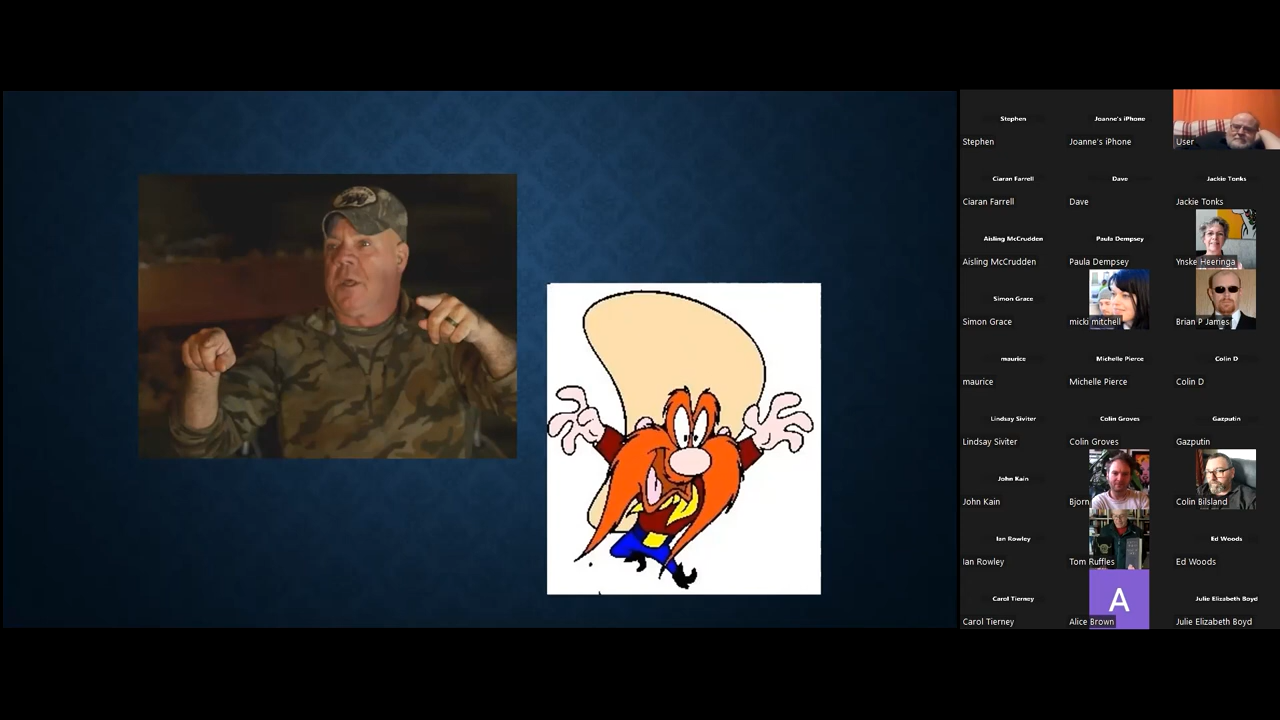 Stephen
Joanne's iPhone
Stephen
Joanne's iPhone
User
Ciaran Farrell
Dave
Jackie Tonks
Ciaran Farrell
Dave
Jackie Tonks
Aisling McCrudden
Paula Dempsey
Aisling McCrudden
Paula Dempsey
Ynske Heeringa
Simon Grace
Simon Grace
micki mitchell
Brian P James
maurice
Michelle Pierce
Colin D
maurice
Michelle Pierce
Colin D
Lindsay Siviter
Colin Groves
Gazputin
Lindsay Siviter
Colin Groves
Gazputin
John Kain
John Kain
Bjorn
Colin Bilsland
Ian Rowley
Ed Woods
Ian Rowley
Tom Ruffles
Ed Woods
Carol Tierney
A
Julie Elizabeth Boyd
Carol Tierney
Alice Brown
Julie Elizabeth Boyd